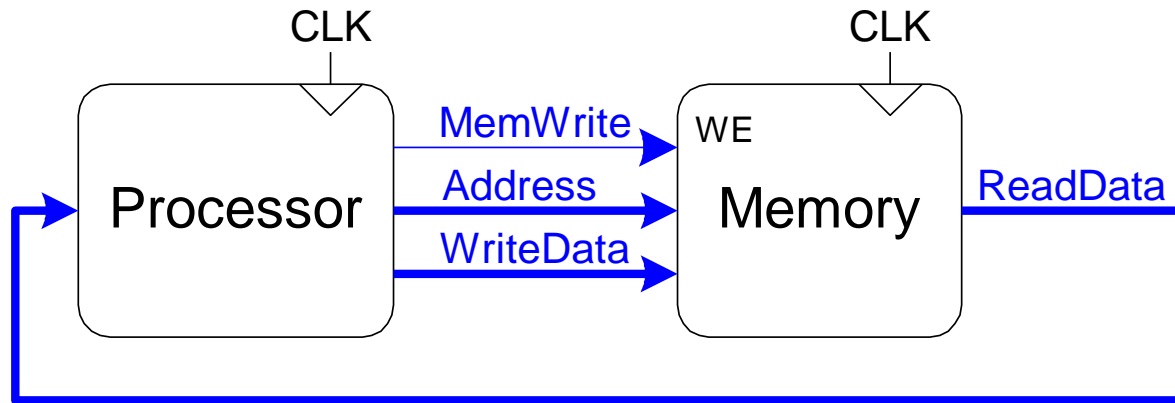 CLK
CLK
MemWrite
WE
Address
ReadData
Processor
Memory
WriteData